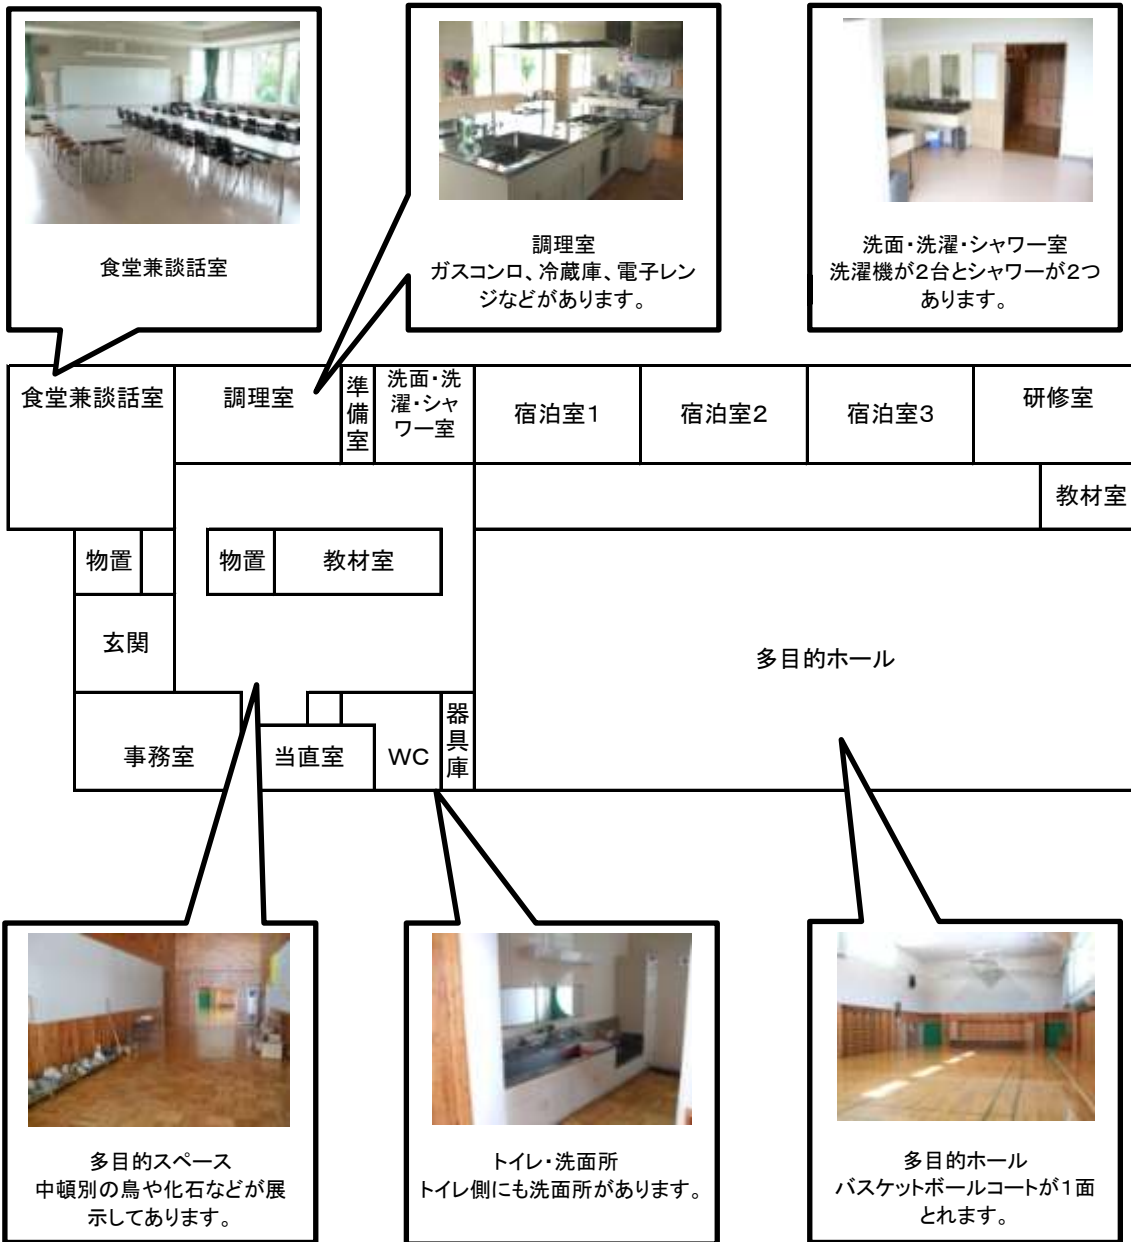 食堂兼談話室
調理室
ガスコンロ、冷蔵庫、電子レン
ジなどがあります。
洗面・洗濯・シャワー室
洗濯機が2台とシャワーが2つ
あります。
食堂兼談話室
調理室
準備室
洗面・洗
濯・シャ
ワー室
宿泊室1
宿泊室2
宿泊室3
研修室
教材室
物置
物置
教材室
玄関
多目的ホール
事務室
当直室
WC
器具庫
多目的スペース
中頓別の鳥や化石などが展
示してあります。
トイレ・洗面所
トイレ側にも洗面所があります。
多目的ホール
バスケットボールコートが1面
とれます。